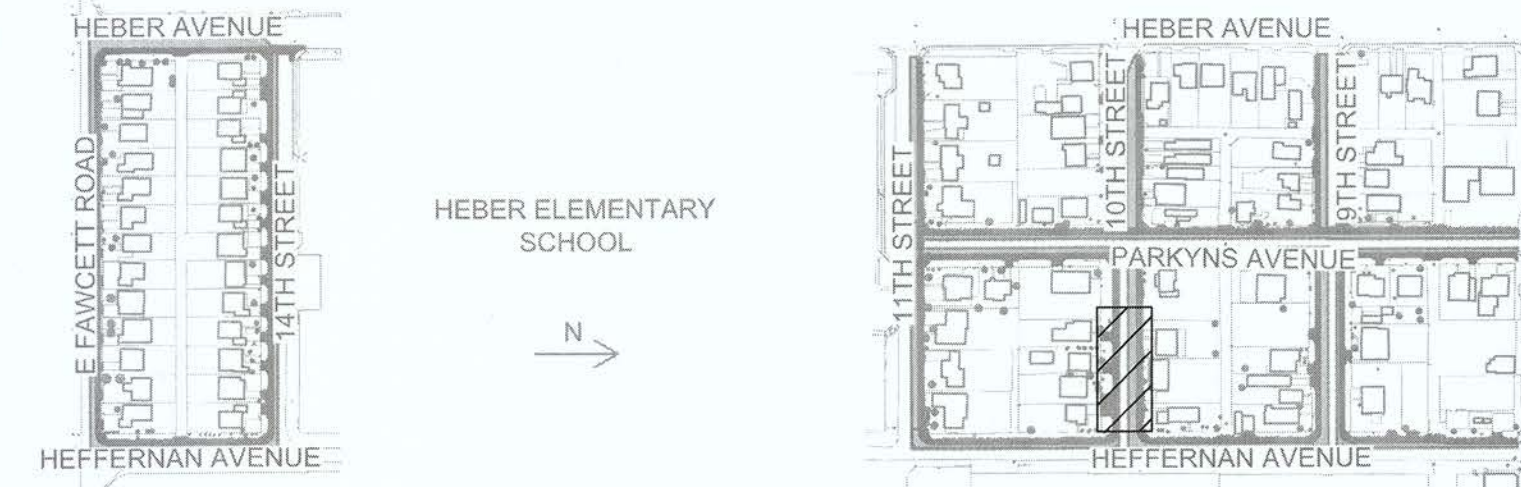 HEBER AVENUE
E FAWCETT ROAD
14TH STREET
HEFFERNAN AVENUE
HEBER ELEMENTARY
SCHOOL
N
HEBER AVENUE
11TH STREET
10TH STREET
9TH STREET
PARKYNS AVENUE
HEFFERNAN AVENUE